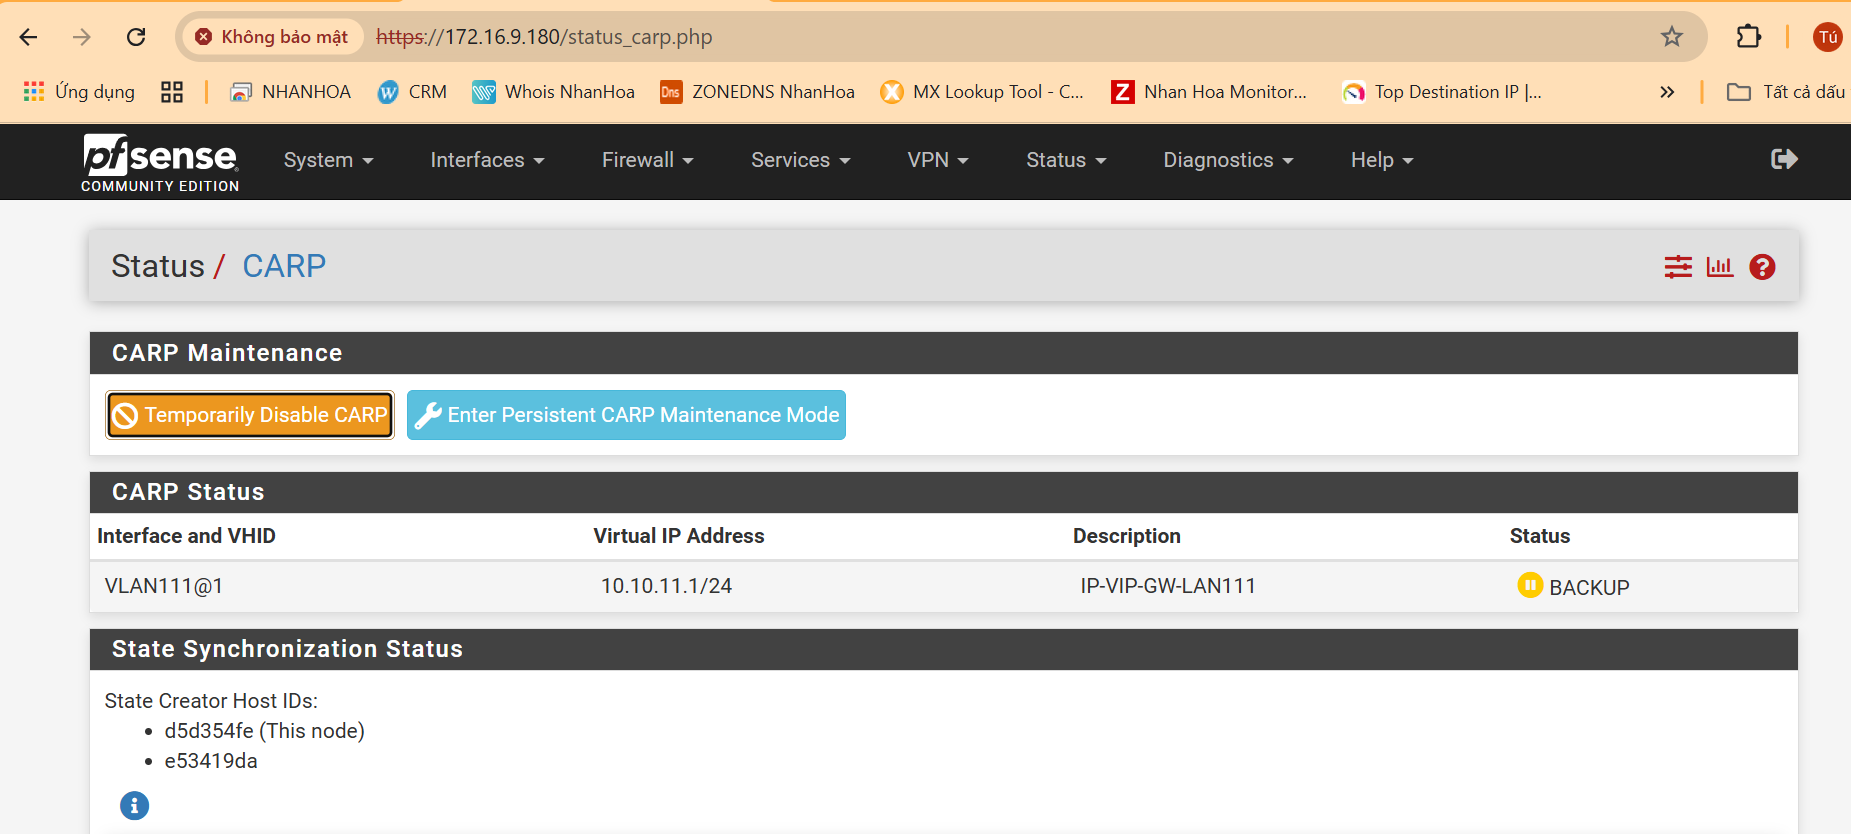 Không bảo mật https://172.16.9.180/status_carp.php Tú
Ứng dụng NHANHOA CRM Whois NhanHoa Dns ZONEDNS NhanHoa MX Lookup Tool - C... Z Nhan Hoa Monitor... Top Destination IP |... » Tất cả dấu
pfsense System Interfaces Firewall Services VPN Status Diagnostics Help
COMMUNITY EDITION
Status / CARP
CARP Maintenance
Temporarily Disable CARP Enter Persistent CARP Maintenance Mode
CARP Status
Interface and VHID Virtual IP Address Description Status
VLAN111@1 10.10.11.1/24 IP-VIP-GW-LAN111 BACKUP
State Synchronization Status
State Creator Host IDs:
• d5d354fe (This node)
• e53419da